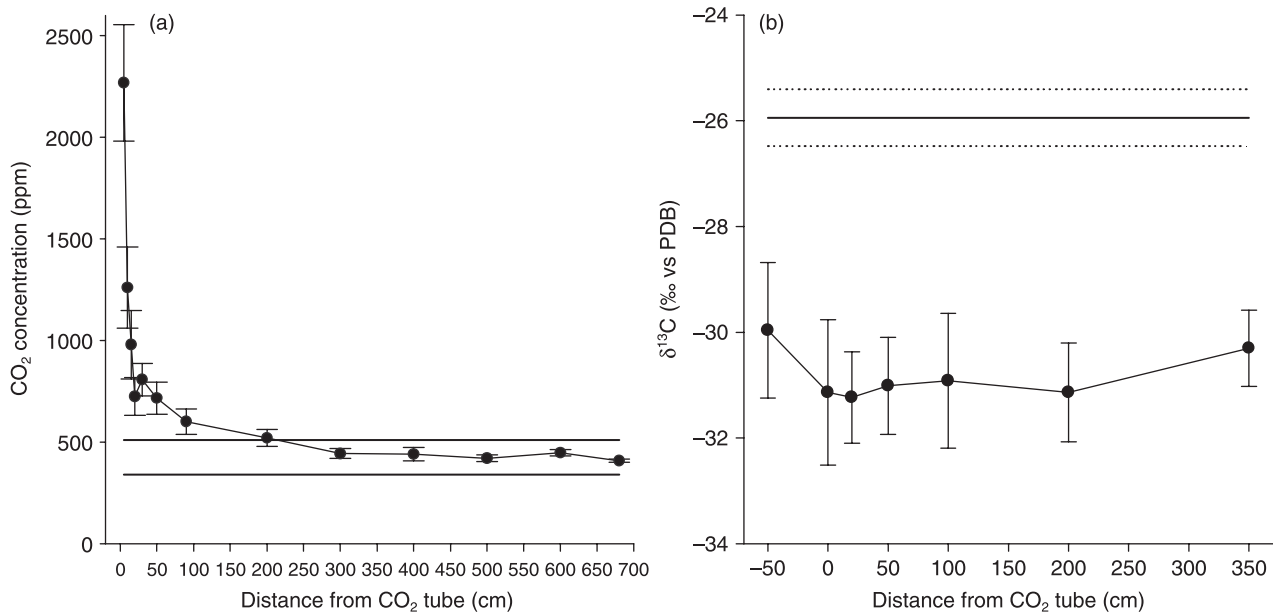 (a)
CO₂ concentration (ppm)
2500
2000
1500
1000
500
0
0 50 100 150 200 250 300 350 400 450 500 550 600 650 700
Distance from CO₂ tube (cm)
(b)
δ¹³C (‰ vs PDB)
−24
−26
−28
−30
−32
−34
−50 0 50 100 150 200 250 300 350
Distance from CO₂ tube (cm)